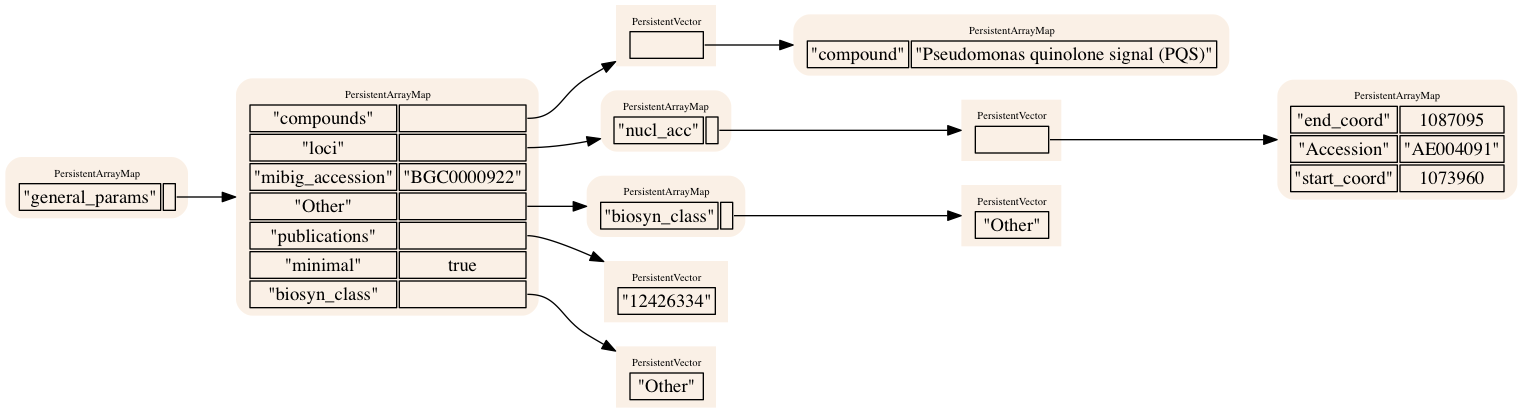 PersistentArrayMap
"general_params"
PersistentArrayMap
"compounds"
"loci"
"mibig_accession" "BGC0000922"
"Other"
"publications"
"minimal" true
"biosyn_class"
PersistentVector
PersistentArrayMap
"compound" "Pseudomonas quinolone signal (PQS)"
PersistentArrayMap
"nucl_acc"
PersistentVector
PersistentArrayMap
"end_coord" 1087095
"Accession" "AE004091"
"start_coord" 1073960
PersistentArrayMap
"biosyn_class"
PersistentVector
"Other"
PersistentVector
"12426334"
PersistentVector
"Other"